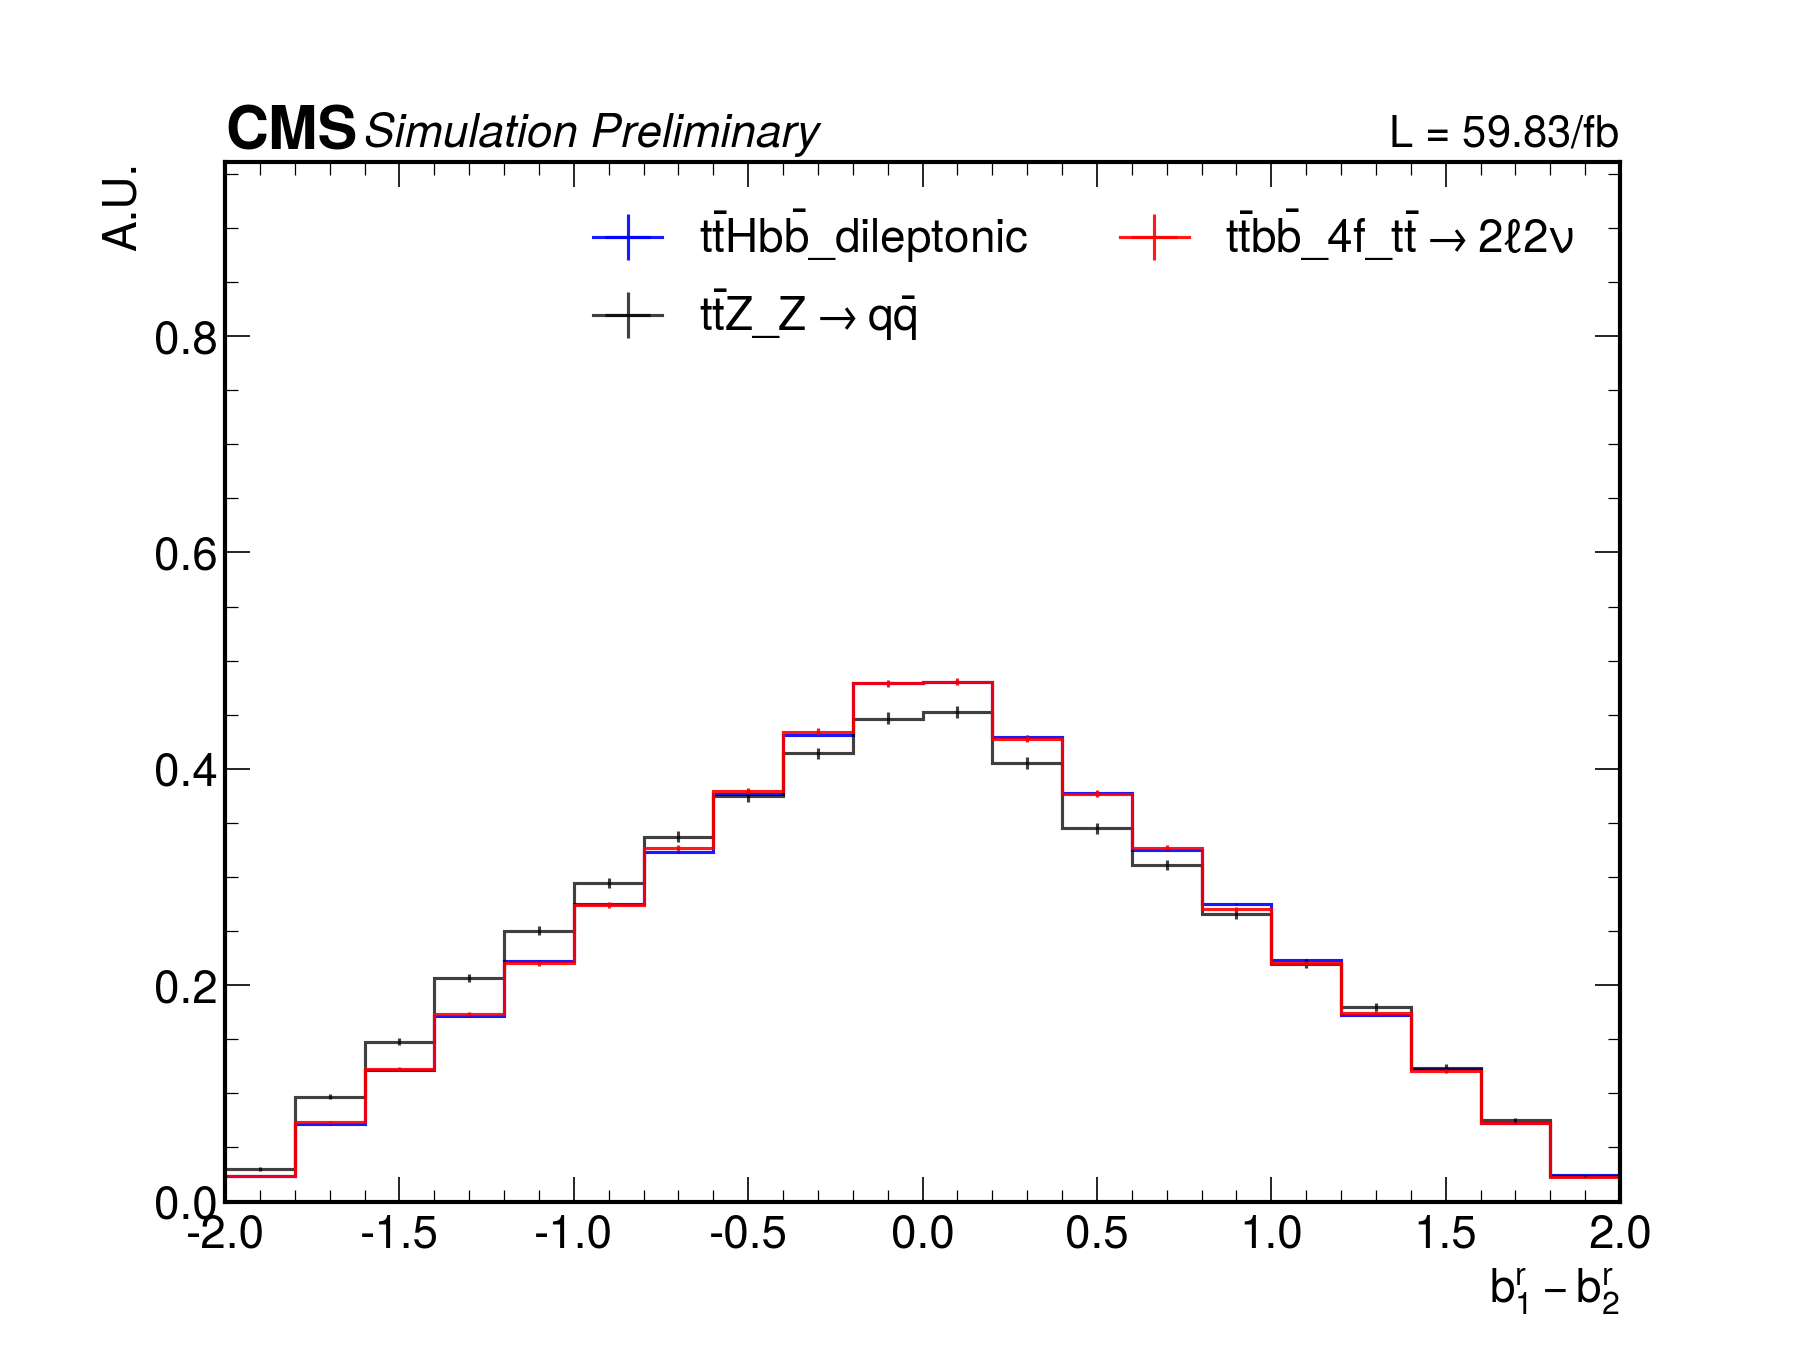 CMS Simulation Preliminary L = 59.83/fb
A.U.
tt̄Hbb̄_dileptonic tt̄bb̄_4f_tt̄ → 2ℓ2ν
tt̄Z_Z → qq̄
0.8
0.6
0.4
0.2
0.0
-2.0 -1.5 -1.0 -0.5 0.0 0.5 1.0 1.5 2.0
b₁ʳ − b₂ʳ